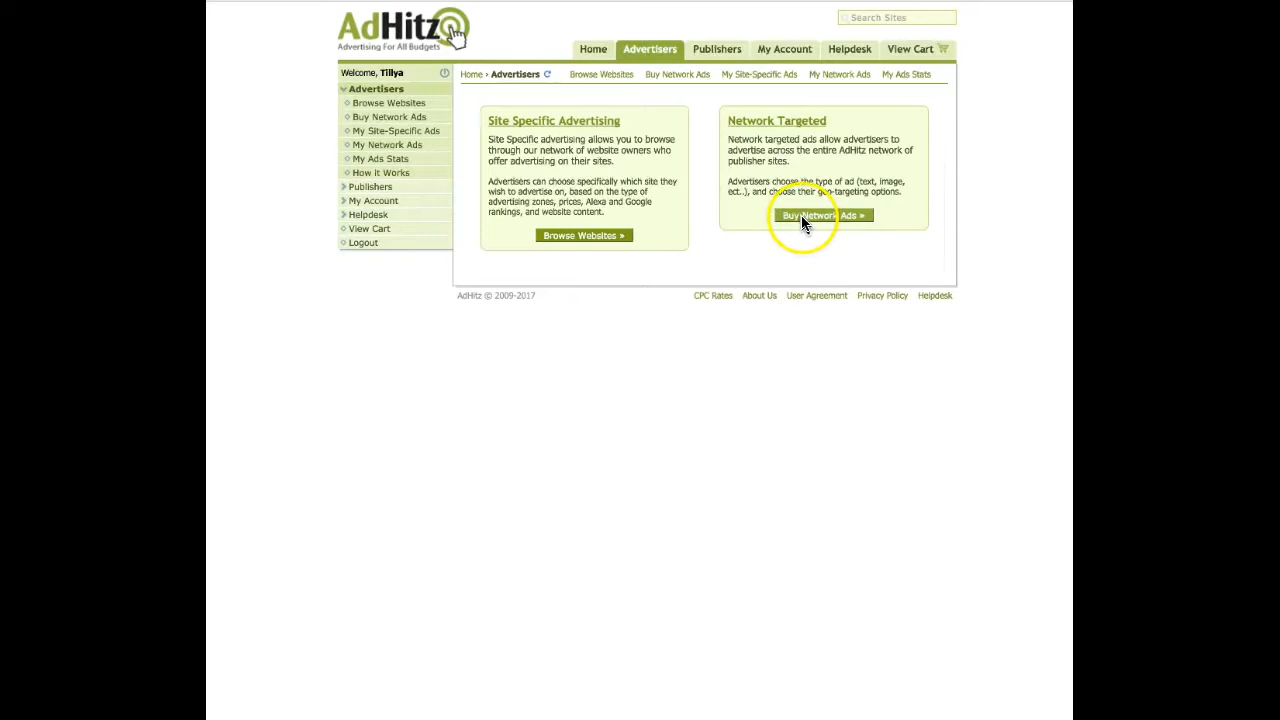 AdHitz
Advertising For All Budgets
Search Sites
Home
Advertisers
Publishers
My Account
Helpdesk
View Cart
Welcome, Tillya
Advertisers
Browse Websites
Buy Network Ads
My Site-Specific Ads
My Network Ads
My Ads Stats
How it Works
Publishers
My Account
Helpdesk
View Cart
Logout
Home › Advertisers
Browse Websites
Buy Network Ads
My Site-Specific Ads
My Network Ads
My Ads Stats
Site Specific Advertising
Site Specific advertising allows you to browse
through our network of website owners who
offer advertising on their sites.
Advertisers can choose specifically which site they
wish to advertise on, based on the type of
advertising zones, prices, Alexa and Google
rankings, and website content.
Browse Websites »
Network Targeted
Network targeted ads allow advertisers to
advertise across the entire AdHitz network of
publisher sites.
Advertisers choose the type of ad (text, image,
ect..), and choose their geo-targeting options.
Buy Network Ads »
AdHitz © 2009-2017
CPC Rates
About Us
User Agreement
Privacy Policy
Helpdesk